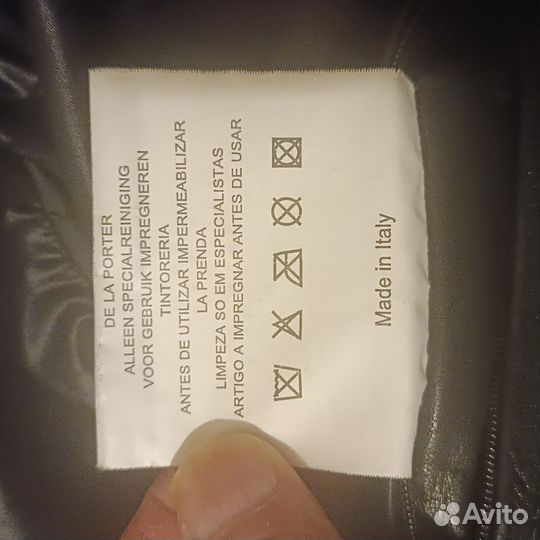 DE LA PORTER
ALLEEN SPECIALREINIGING
VOOR GEBRUIK IMPREGNEREN
TINTORERIA
ANTES DE UTILIZAR IMPERMEABILIZAR
LA PRENDA
LIMPEZA SO EM ESPECIALISTAS
ARTIGO A IMPREGNAR ANTES DE USAR
Made in Italy
Avito